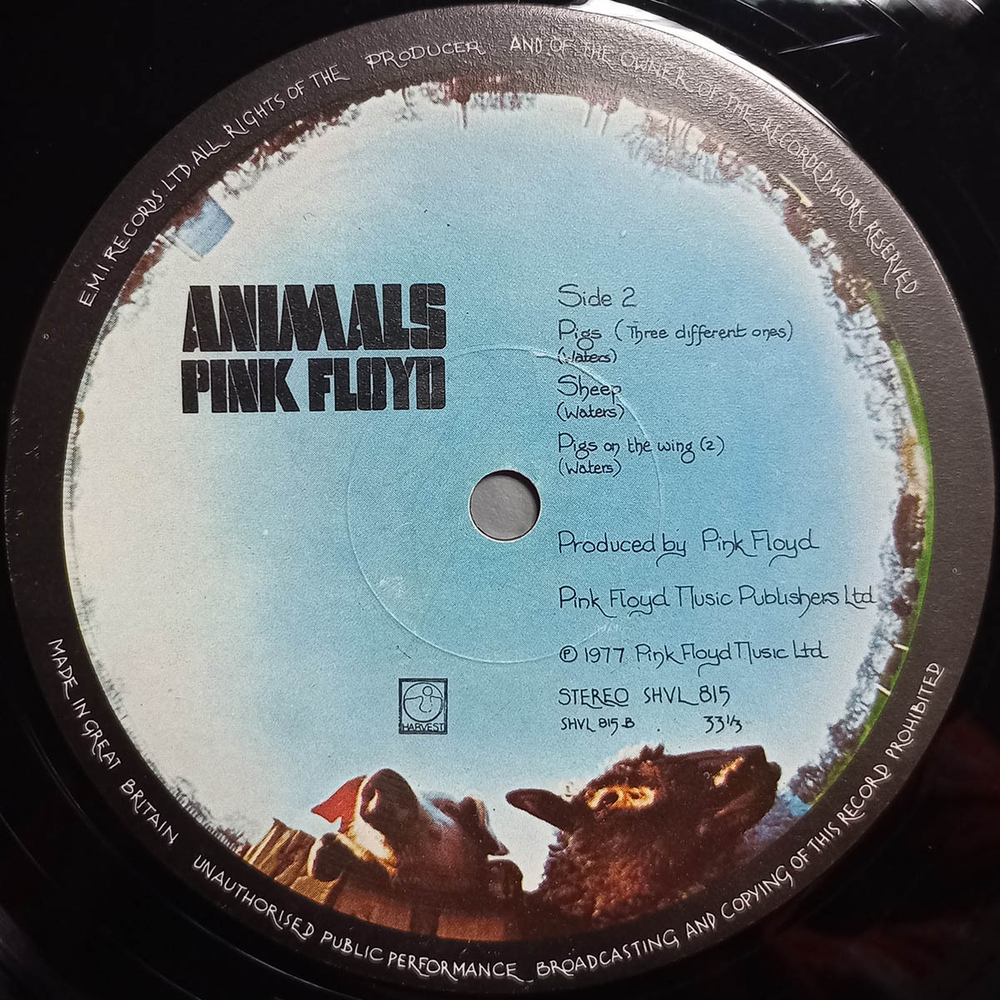 E.M.I RECORDS LTD. ALL RIGHTS OF THE PRODUCER AND OF THE OWNER OF THE RECORDED WORK RESERVED
ANIMALS
PINK FLOYD
Side 2
Pigs (Three different ones)
(Waters)
Sheep
(Waters)
Pigs on the wing (2)
(Waters)
Produced by Pink Floyd
Pink Floyd Music Publishers Ltd
℗ 1977 Pink Floyd Music Ltd
HARVEST
STEREO SHVL 815
SHVL 815 B 33⅓
MADE IN GREAT BRITAIN UNAUTHORISED PUBLIC PERFORMANCE BROADCASTING AND COPYING OF THIS RECORD PROHIBITED